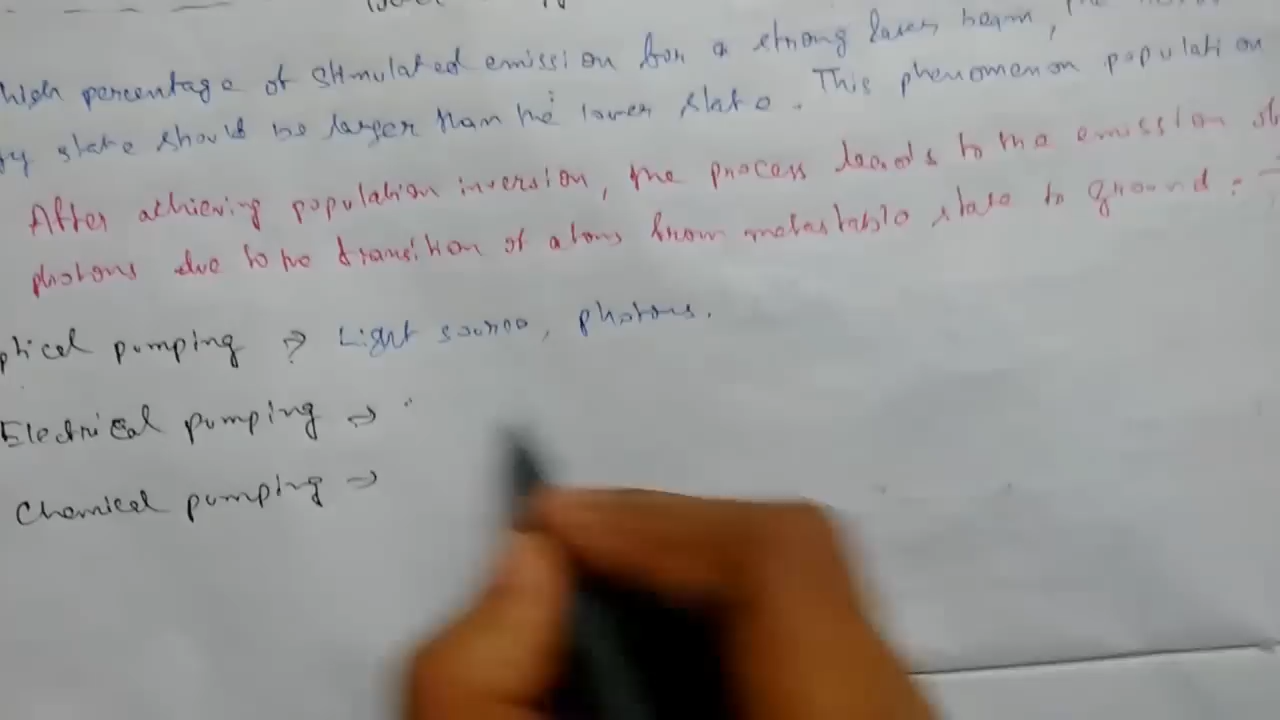 high percentage of stimulated emission for a strong laser beam, the
state should be larger than the lower state. This phenomenon population
After achieving population inversion, the process leads to the emission
photons due to the transition of atoms from metastable state to ground
ptical pumping → Light source, photons.
Electrical pumping →
Chemical pumping →